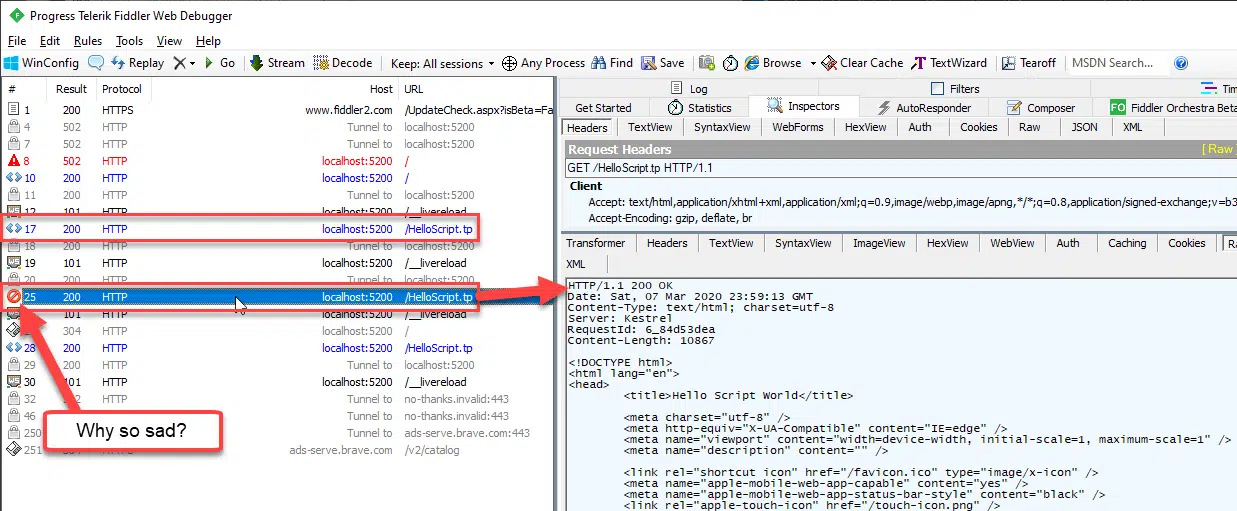 Progress Telerik Fiddler Web Debugger
File Edit Rules Tools View Help
WinConfig Replay Go Stream Decode Keep: All sessions Any Process Find Save Browse Clear Cache TextWizard Tearoff MSDN Search...
# Result Protocol Host URL
1 200 HTTPS www.fiddler2.com /UpdateCheck.aspx?isBeta=Fa
4 502 HTTP Tunnel to localhost:5200
7 502 HTTP Tunnel to localhost:5200
8 502 HTTP localhost:5200 /
10 200 HTTP localhost:5200 /
11 200 HTTP Tunnel to localhost:5200
12 101 HTTP localhost:5200 /__livereload
17 200 HTTP localhost:5200 /HelloScript.tp
18 200 HTTP Tunnel to localhost:5200
19 101 HTTP localhost:5200 /__livereload
20 200 HTTP Tunnel to localhost:5200
25 200 HTTP localhost:5200 /HelloScript.tp
101 HTTP localhost:5200 /__livereload
304 HTTP localhost:5200 /
28 200 HTTP localhost:5200 /HelloScript.tp
29 200 HTTP Tunnel to localhost:5200
30 101 HTTP localhost:5200 /__livereload
32 HTTP Tunnel to no-thanks.invalid:443
46 Tunnel to no-thanks.invalid:443
250 Tunnel to ads-serve.brave.com:443
251 ads-serve.brave.com /v2/catalog
Why so sad?
Log Filters Tim
Get Started Statistics Inspectors AutoResponder Composer FO Fiddler Orchestra Beta
Headers TextView SyntaxView WebForms HexView Auth Cookies Raw JSON XML
Request Headers [ Raw
GET /HelloScript.tp HTTP/1.1
Client
Accept: text/html,application/xhtml+xml,application/xml;q=0.9,image/webp,image/apng,*/*;q=0.8,application/signed-exchange;v=b3
Accept-Encoding: gzip, deflate, br
Transformer Headers TextView SyntaxView ImageView HexView WebView Auth Caching Cookies Ra
XML
HTTP/1.1 200 OK
Date: Sat, 07 Mar 2020 23:59:13 GMT
Content-Type: text/html; charset=utf-8
Server: Kestrel
RequestId: 6_84d53dea
Content-Length: 10867
<!DOCTYPE html>
<html lang="en">
<head>
<title>Hello Script World</title>
<meta charset="utf-8" />
<meta http-equiv="X-UA-Compatible" content="IE=edge" />
<meta name="viewport" content="width=device-width, initial-scale=1, maximum-scale=1" />
<meta name="description" content="" />
<link rel="shortcut icon" href="/favicon.ico" type="image/x-icon" />
<meta name="apple-mobile-web-app-capable" content="yes" />
<meta name="apple-mobile-web-app-status-bar-style" content="black" />
<link rel="apple-touch-icon" href="/touch-icon.png" />